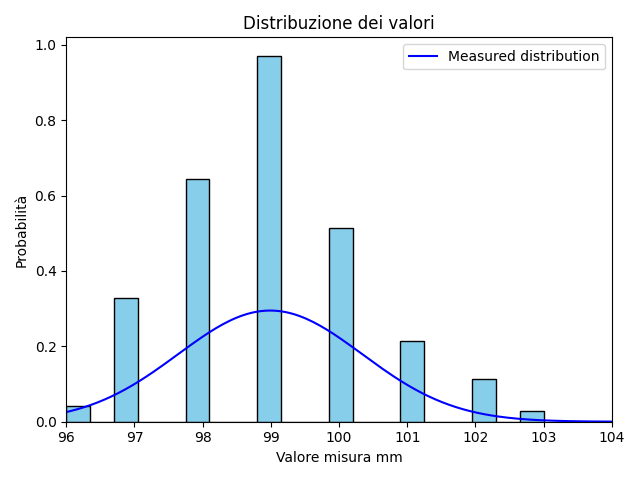 Distribuzione dei valori
Measured distribution
Probabilità
1.0
0.8
0.6
0.4
0.2
0.0
96 97 98 99 100 101 102 103 104
Valore misura mm